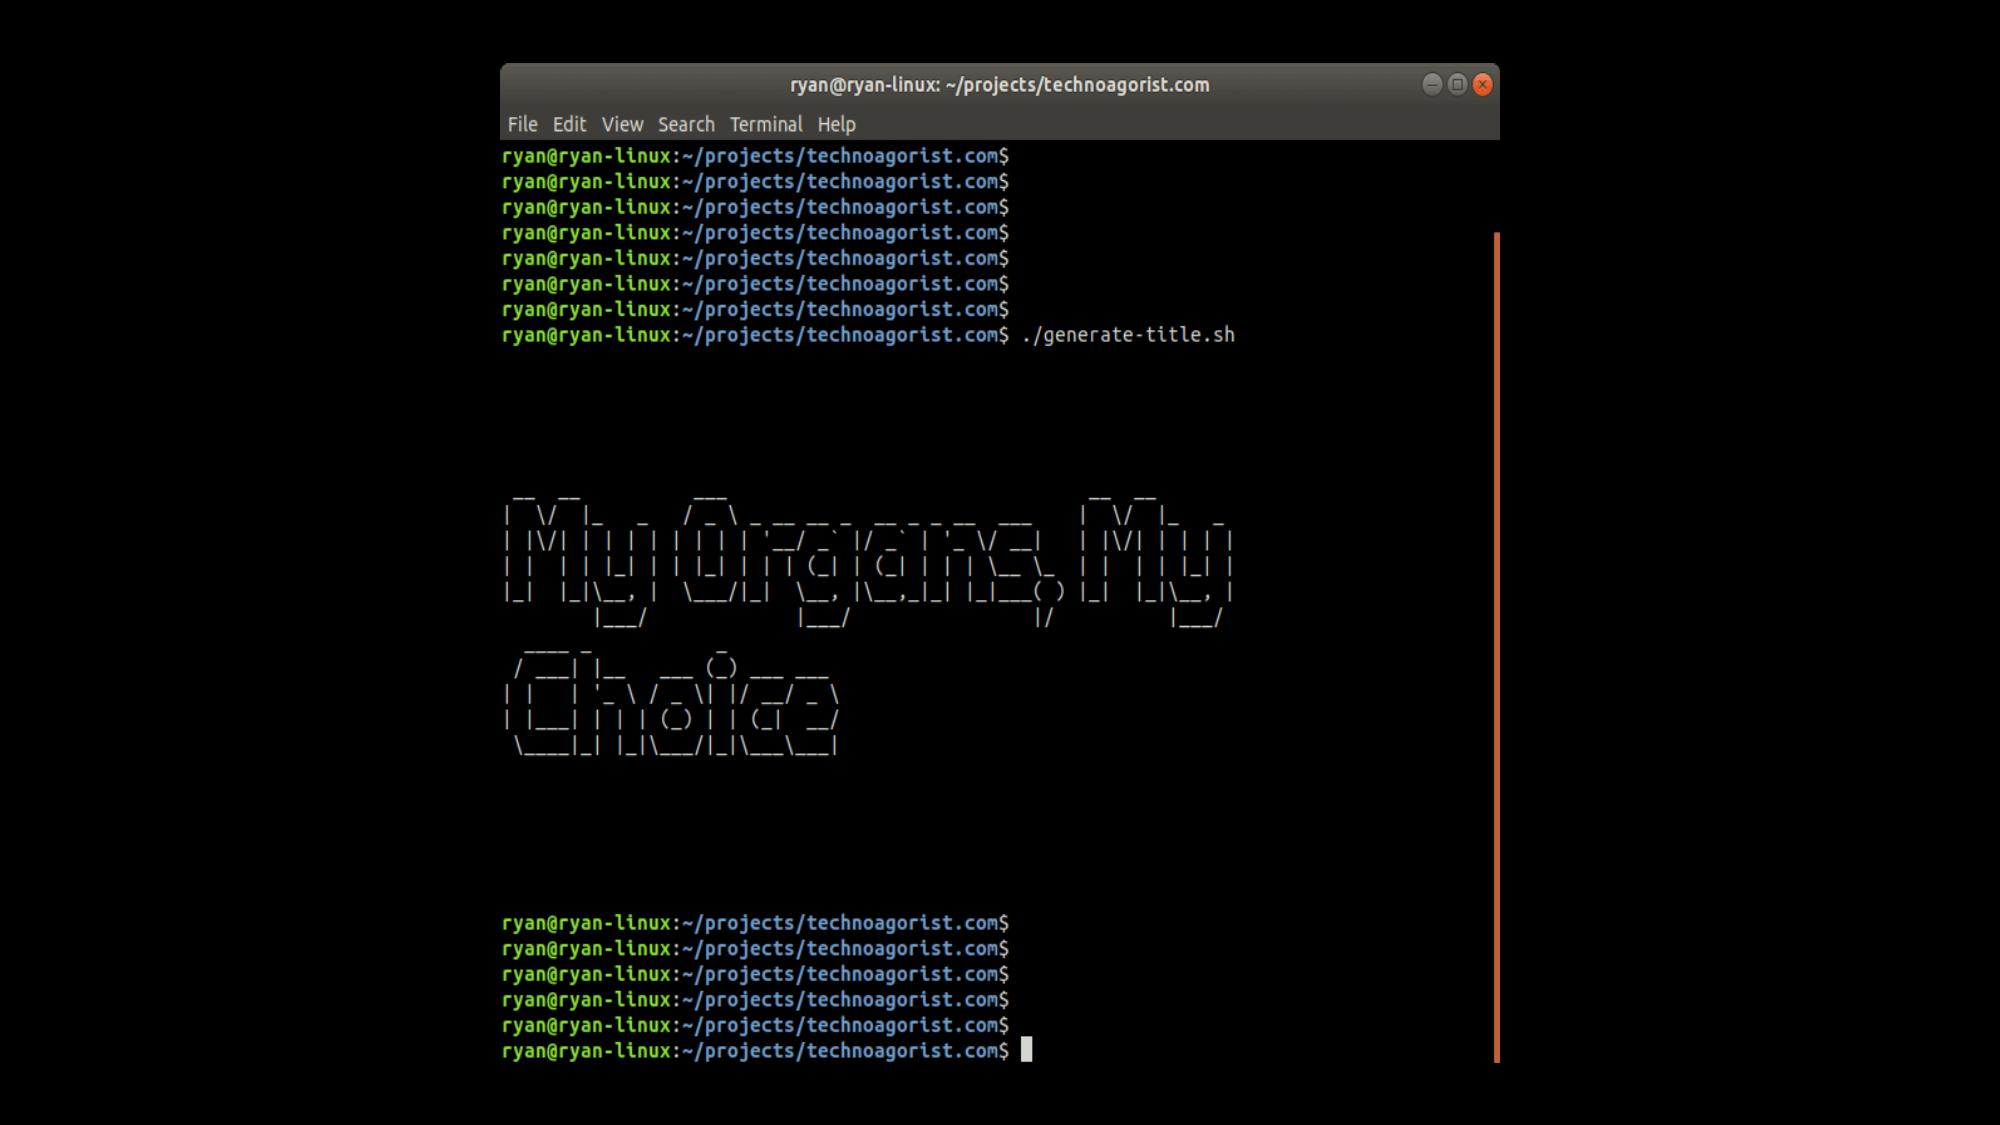 ryan@ryan-linux: ~/projects/technoagorist.com
File Edit View Search Terminal Help
ryan@ryan-linux:~/projects/technoagorist.com$
ryan@ryan-linux:~/projects/technoagorist.com$
ryan@ryan-linux:~/projects/technoagorist.com$
ryan@ryan-linux:~/projects/technoagorist.com$
ryan@ryan-linux:~/projects/technoagorist.com$
ryan@ryan-linux:~/projects/technoagorist.com$
ryan@ryan-linux:~/projects/technoagorist.com$
ryan@ryan-linux:~/projects/technoagorist.com$ ./generate-title.sh
My Organs, My
Choice
ryan@ryan-linux:~/projects/technoagorist.com$
ryan@ryan-linux:~/projects/technoagorist.com$
ryan@ryan-linux:~/projects/technoagorist.com$
ryan@ryan-linux:~/projects/technoagorist.com$
ryan@ryan-linux:~/projects/technoagorist.com$
ryan@ryan-linux:~/projects/technoagorist.com$